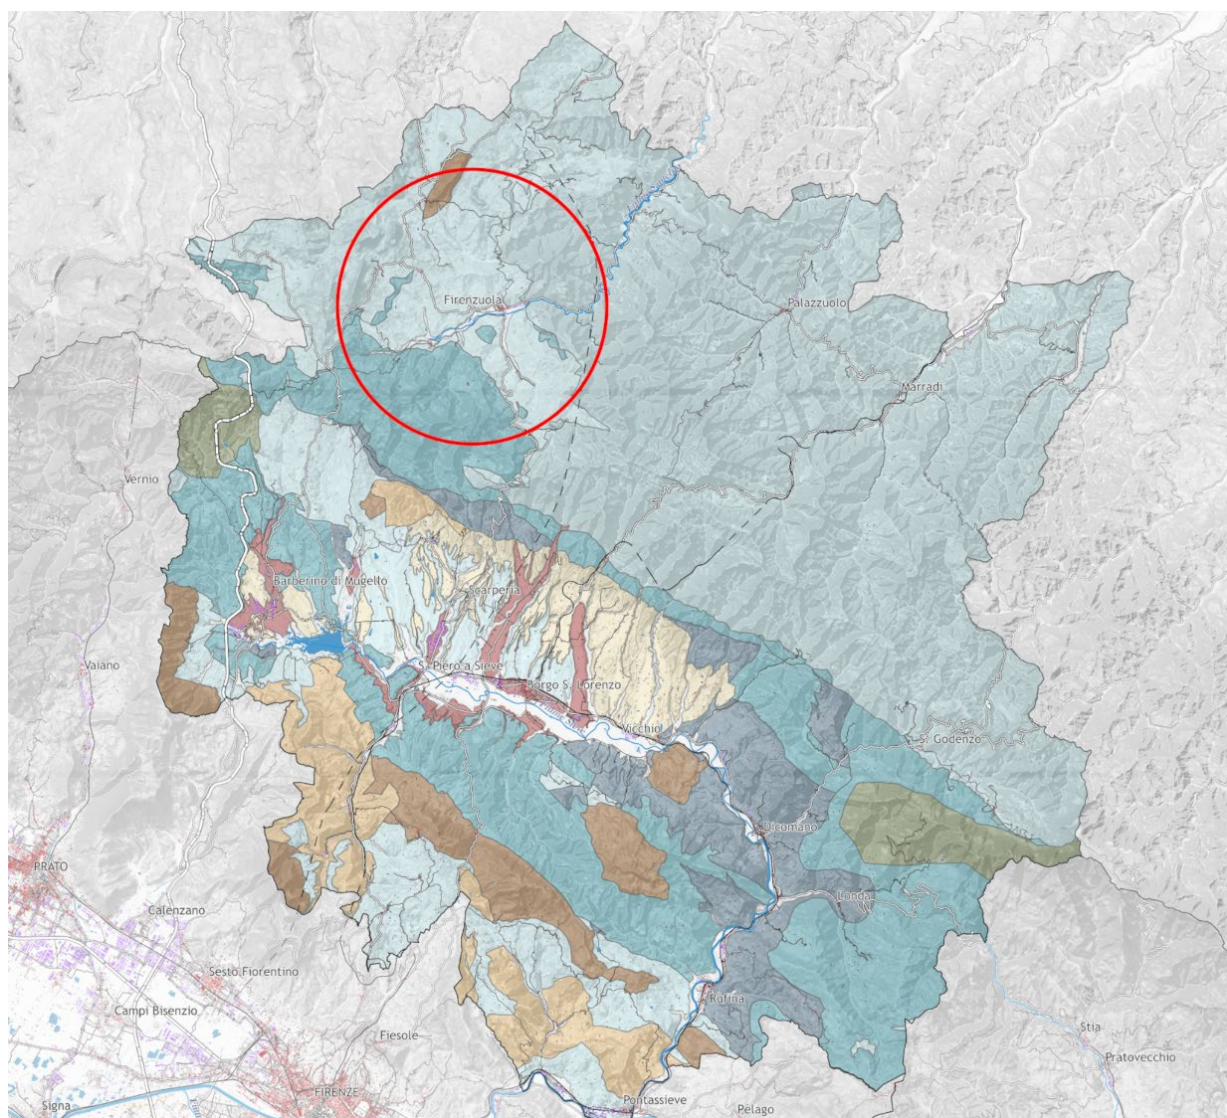 Firenzuola
Palazzuolo
Marradi
Vernio
Barberino di Mugello
Scarperia
Vaiano
S. Piero a Sieve
Borgo S. Lorenzo
Vicchio
S. Godenzo
Dicomano
PRATO
Londa
Calenzano
Sesto Fiorentino
Rufina
Campi Bisenzio
Fiesole
Stia
Pratovecchio
FIRENZE
Signa
Pontassieve
Pelago